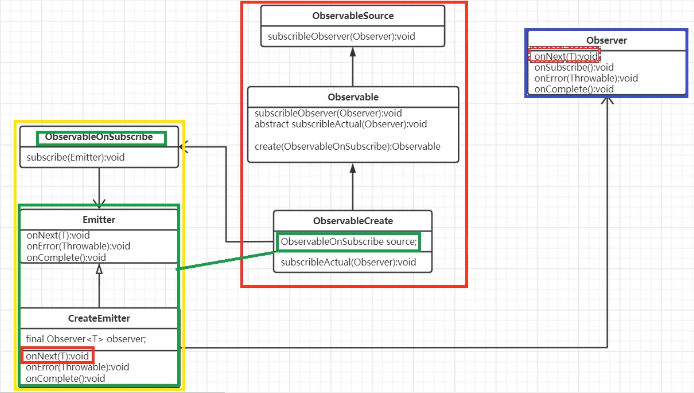 ObservableSource
subscribleObserver(Observer):void
Observer
onNext(T):void
onSubscribe():void
onError(Throwable):void
onComplete():void
Observable
subscribleObserver(Observer):void
abstract subscribleActual(Observer):void
create(ObservableOnSubscribe):Observable
ObservableOnSubscribe
subscribe(Emitter):void
Emitter
onNext(T):void
onError(Throwable):void
onComplete():void
ObservableCreate
ObservableOnSubscribe source;
subscribleActual(Observer):void
CreateEmitter
final Observer<T> observer;
onNext(T):void
onError(Throwable):void
onComplete():void